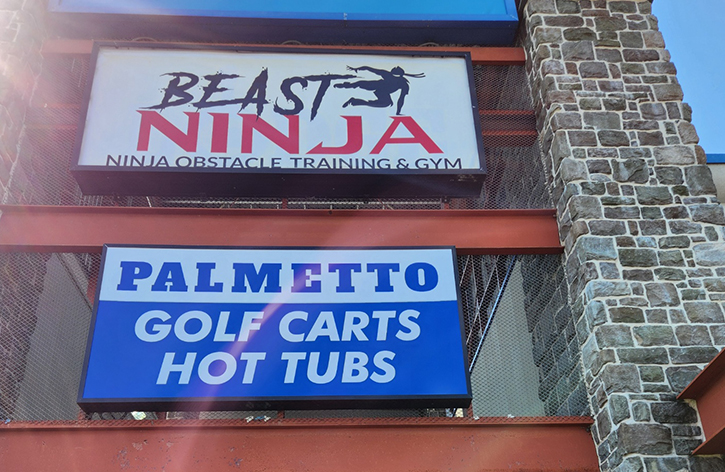 BEAST
NINJA
NINJA OBSTACLE TRAINING & GYM
PALMETTO
GOLF CARTS
HOT TUBS